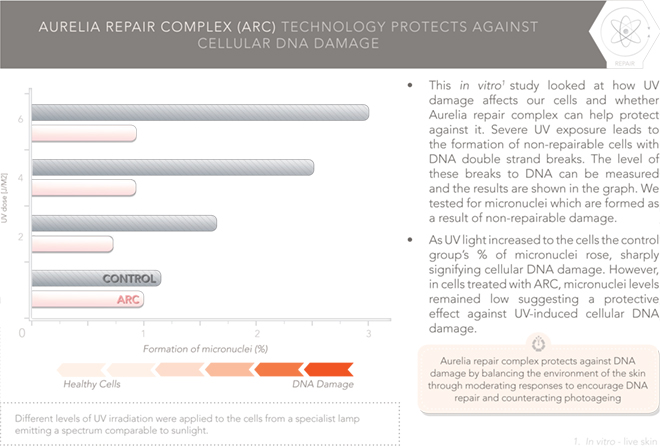 AURELIA REPAIR COMPLEX (ARC) TECHNOLOGY PROTECTS AGAINST
CELLULAR DNA DAMAGE
REPAIR
UV dose [J/M2]
6
4
2
CONTROL
ARC
0
1
2
3
Formation of micronuclei (%)
Healthy Cells
DNA Damage
Different levels of UV irradiation were applied to the cells from a specialist lamp
emitting a spectrum comparable to sunlight.
• This in vitro¹ study looked at how UV
damage affects our cells and whether
Aurelia repair complex can help protect
against it. Severe UV exposure leads to
the formation of non-repairable cells with
DNA double strand breaks. The level of
these breaks to DNA can be measured
and the results are shown in the graph. We
tested for micronuclei which are formed as
a result of non-repairable damage.
• As UV light increased to the cells the control
group's % of micronuclei rose, sharply
signifying cellular DNA damage. However,
in cells treated with ARC, micronuclei levels
remained low suggesting a protective
effect against UV-induced cellular DNA
damage.
Aurelia repair complex protects against DNA
damage by balancing the environment of the skin
through moderating responses to encourage DNA
repair and counteracting photoageing
1. In vitro - live skin